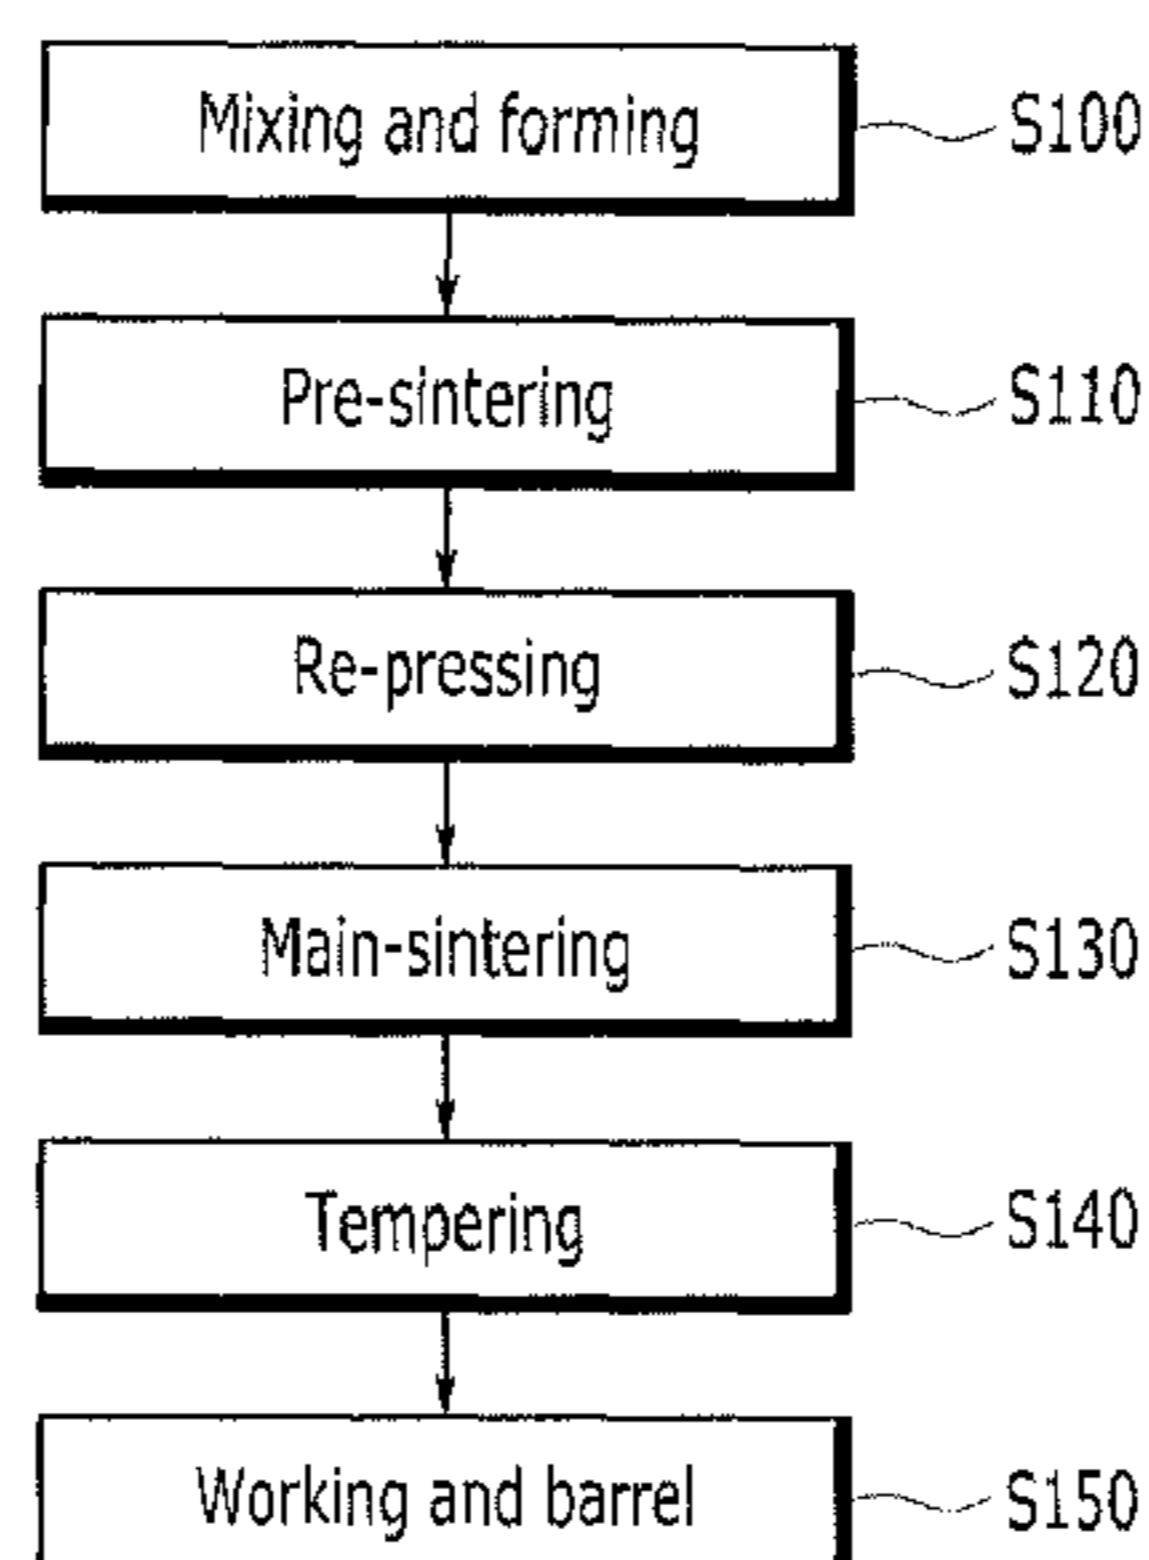 Mixing and forming S100
Pre-sintering S110
Re-pressing S120
Main-sintering S130
Tempering S140
Working and barrel S150